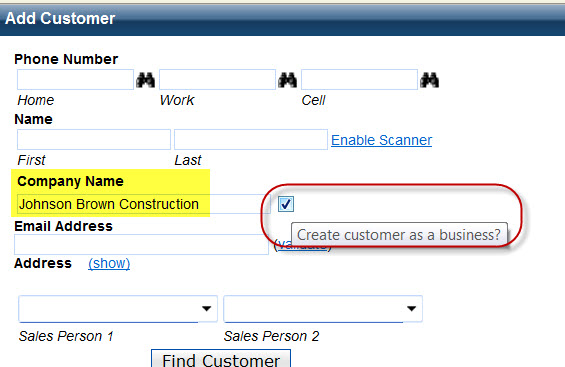 Add Customer
Phone Number
Home Work Cell
Name
Enable Scanner
First Last
Company Name
Johnson Brown Construction
Create customer as a business?
Email Address
Address (show)
Sales Person 1 Sales Person 2
Find Customer